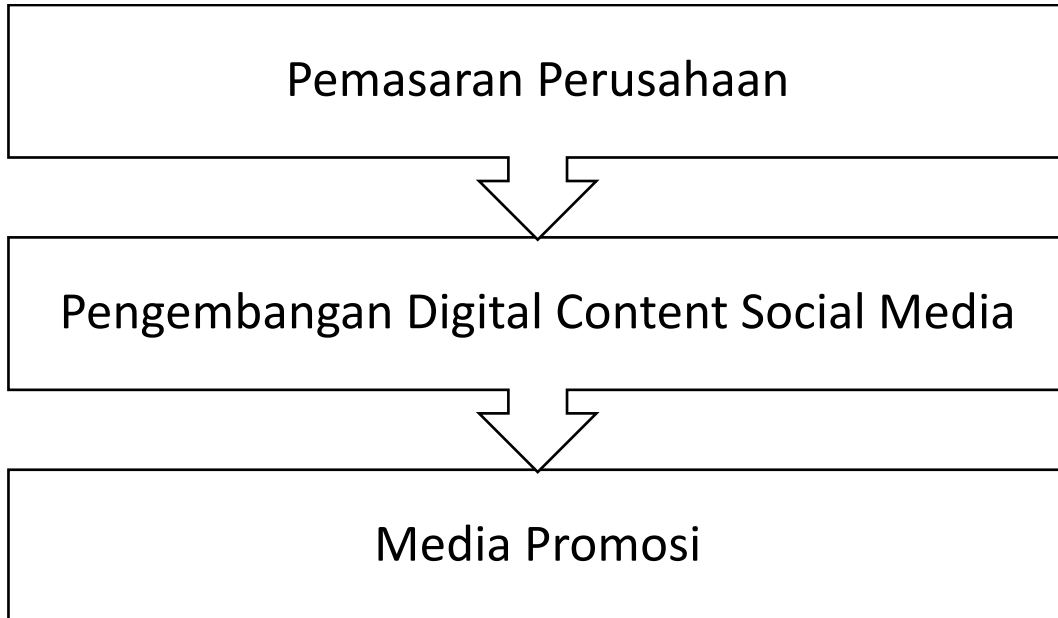 Pemasaran Perusahaan
Pengembangan Digital Content Social Media
Media Promosi